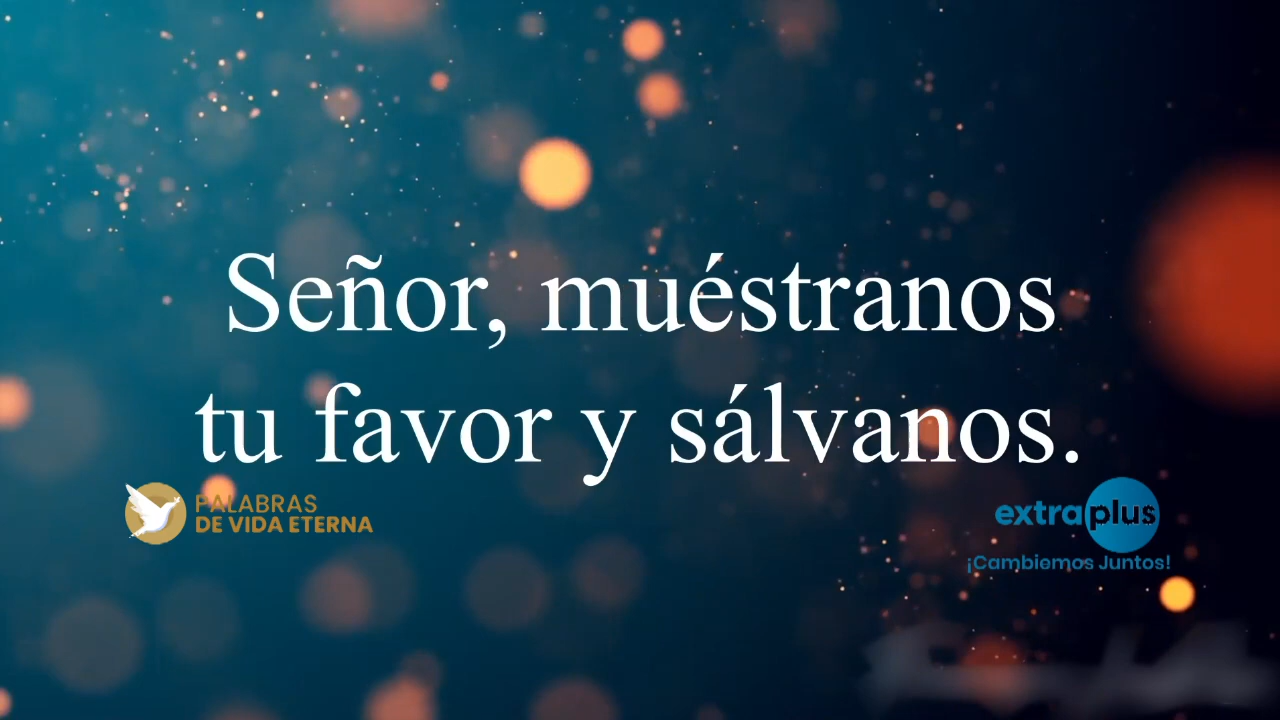 Señor, muéstranos
tu favor y sálvanos.
PALABRAS
DE VIDA ETERNA
extraplus
¡Cambiemos Juntos!